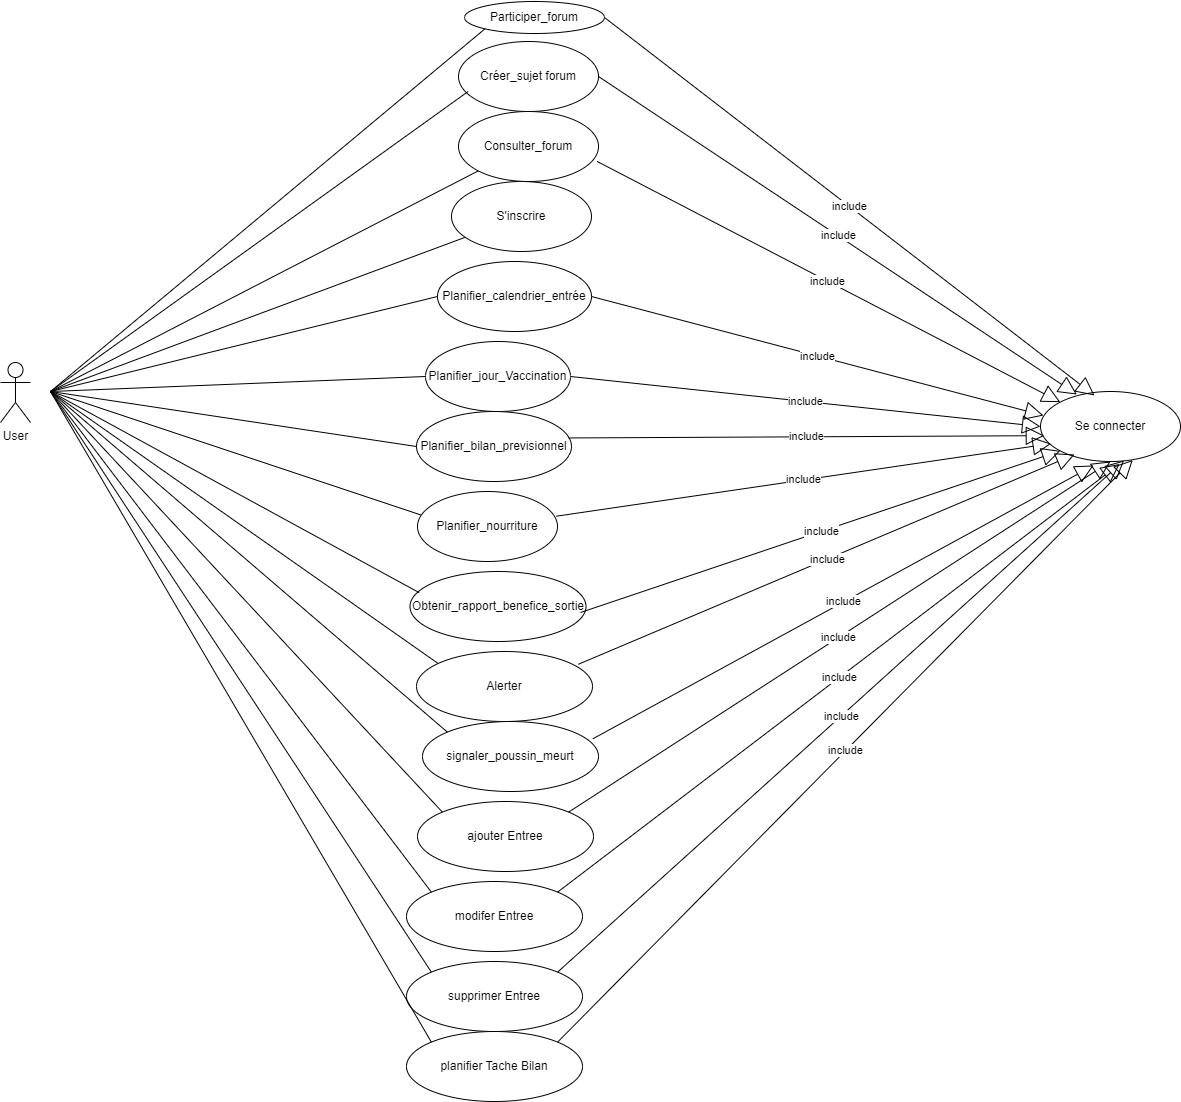 Participer_forum
Créer_sujet forum
Consulter_forum
S'inscrire
include
include
include
Planifier_calendrier_entrée
include
Planifier_jour_Vaccination
include
User
Se connecter
Planifier_bilan_previsionnel
include
include
Planifier_nourriture
include
include
Obtenir_rapport_benefice_sortie
include
include
Alerter
include
include
signaler_poussin_meurt
include
ajouter Entree
modifer Entree
supprimer Entree
planifier Tache Bilan